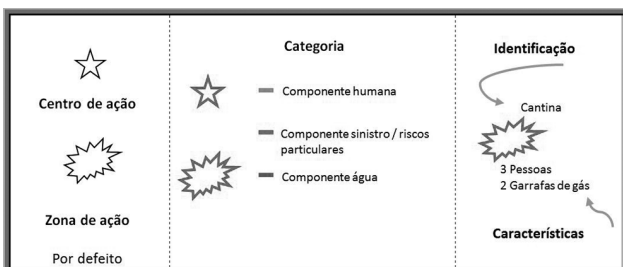 Centro de ação
Zona de ação
Por defeito
Categoria
Componente humana
Componente sinistro / riscos
particulares
Componente água
Identificação
Cantina
3 Pessoas
2 Garrafas de gás
Características